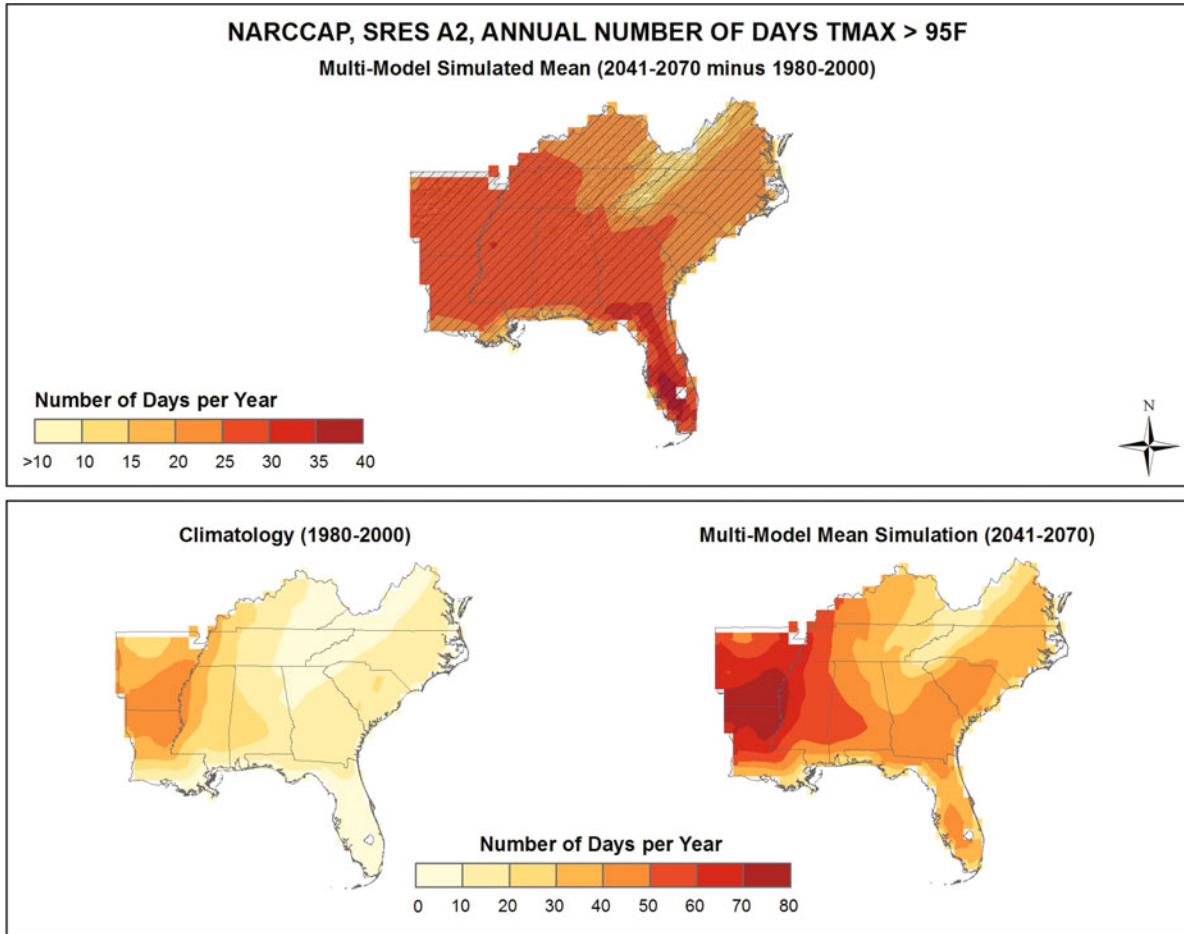 NARCCAP, SRES A2, ANNUAL NUMBER OF DAYS TMAX > 95F
Multi-Model Simulated Mean (2041-2070 minus 1980-2000)
Number of Days per Year
>10 10 15 20 25 30 35 40
N
Climatology (1980-2000)
Multi-Model Mean Simulation (2041-2070)
Number of Days per Year
0 10 20 30 40 50 60 70 80